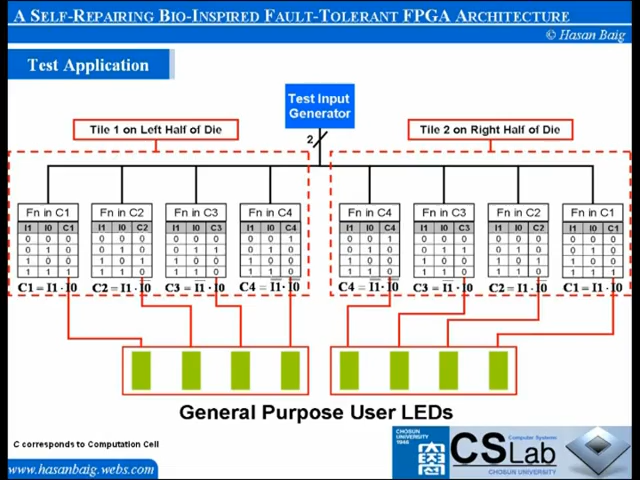 A Self-Repairing Bio-Inspired Fault-Tolerant FPGA Architecture
© Hasan Baig
Test Application
Test Input
Generator
2
Tile 1 on Left Half of Die
Tile 2 on Right Half of Die
Fn in C1
I1 I0 C1
0 0 0
0 1 0
1 0 0
1 1 1
C1 = I1 · I0
Fn in C2
I1 I0 C2
0 0 0
0 1 0
1 0 1
1 1 0
C2 = I1 · I̅0̅
Fn in C3
I1 I0 C3
0 0 0
0 1 1
1 0 0
1 1 0
C3 = I̅1̅ · I0
Fn in C4
I1 I0 C4
0 0 1
0 1 0
1 0 0
1 1 0
C4 = I̅1̅ · I̅0̅
Fn in C4
I1 I0 C4
0 0 1
0 1 0
1 0 0
1 1 0
C4 = I̅1̅ · I̅0̅
Fn in C3
I1 I0 C3
0 0 0
0 1 1
1 0 0
1 1 0
C3 = I̅1̅ · I0
Fn in C2
I1 I0 C2
0 0 0
0 1 0
1 0 1
1 1 0
C2 = I1 · I̅0̅
Fn in C1
I1 I0 C1
0 0 0
0 1 0
1 0 0
1 1 1
C1 = I1 · I0
General Purpose User LEDs
C corresponds to Computation Cell
www.hasanbaig.webs.com
CHOSUN
UNIVERSITY
1946
Computer Systems
CSLab
CHOSUN UNIVERSITY